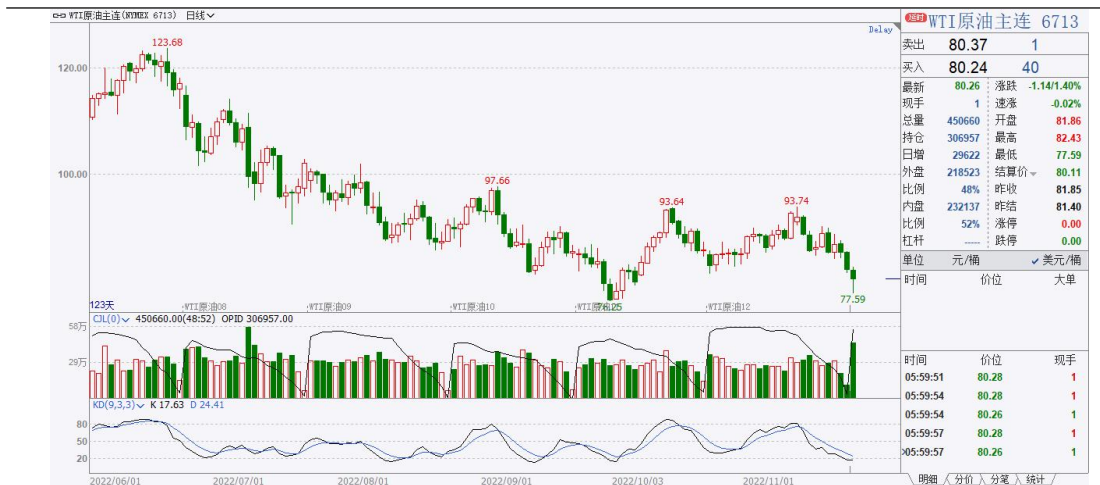 WTI原油主连(NYMEX 6713) 日线
Delay
123.68
120.00
100.00
97.66
93.64
93.74
77.59
123天
WTI原油08
WTI原油09
WTI原油10
76.25
WTI原油12
CJL(0) 450660.00(48:52) OPID 306957.00
58万
29万
KD(9,3,3) K 17.63 D 24.41
80
50
20
2022/06/01 2022/07/01 2022/08/01 2022/09/01 2022/10/03 2022/11/01
延时 WTI原油主连 6713
卖出 80.37 1
买入 80.24 40
最新 80.26 涨跌 -1.14/1.40%
现手 1 速涨 -0.02%
总量 450660 开盘 81.86
持仓 306957 最高 82.43
日增 29622 最低 77.59
外盘 218523 结算价 80.11
比例 48% 昨收 81.85
内盘 232137 昨结 81.40
比例 52% 涨停 0.00
杠杆 ---- 跌停 0.00
单位 元/桶 美元/桶
时间 价位 大单
时间 价位 现手
05:59:51 80.28 1
05:59:54 80.28 1
05:59:54 80.26 1
05:59:57 80.28 1
05:59:57 80.26 1
明细 分价 分笔 统计